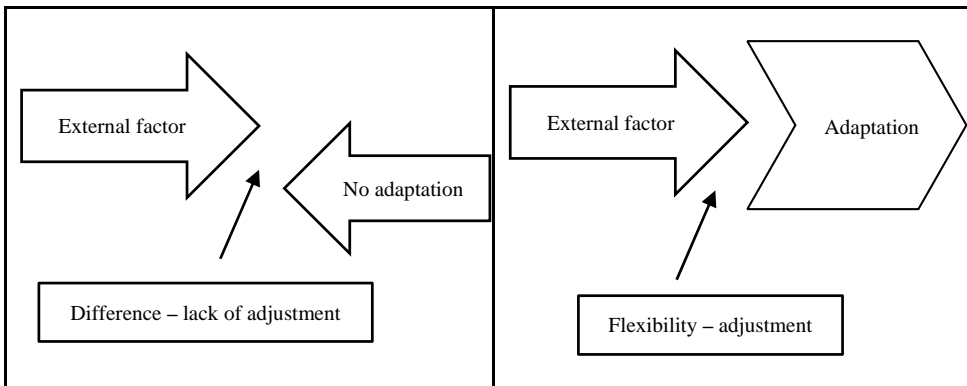 External factor
No adaptation
Difference – lack of adjustment
External factor
Adaptation
Flexibility – adjustment